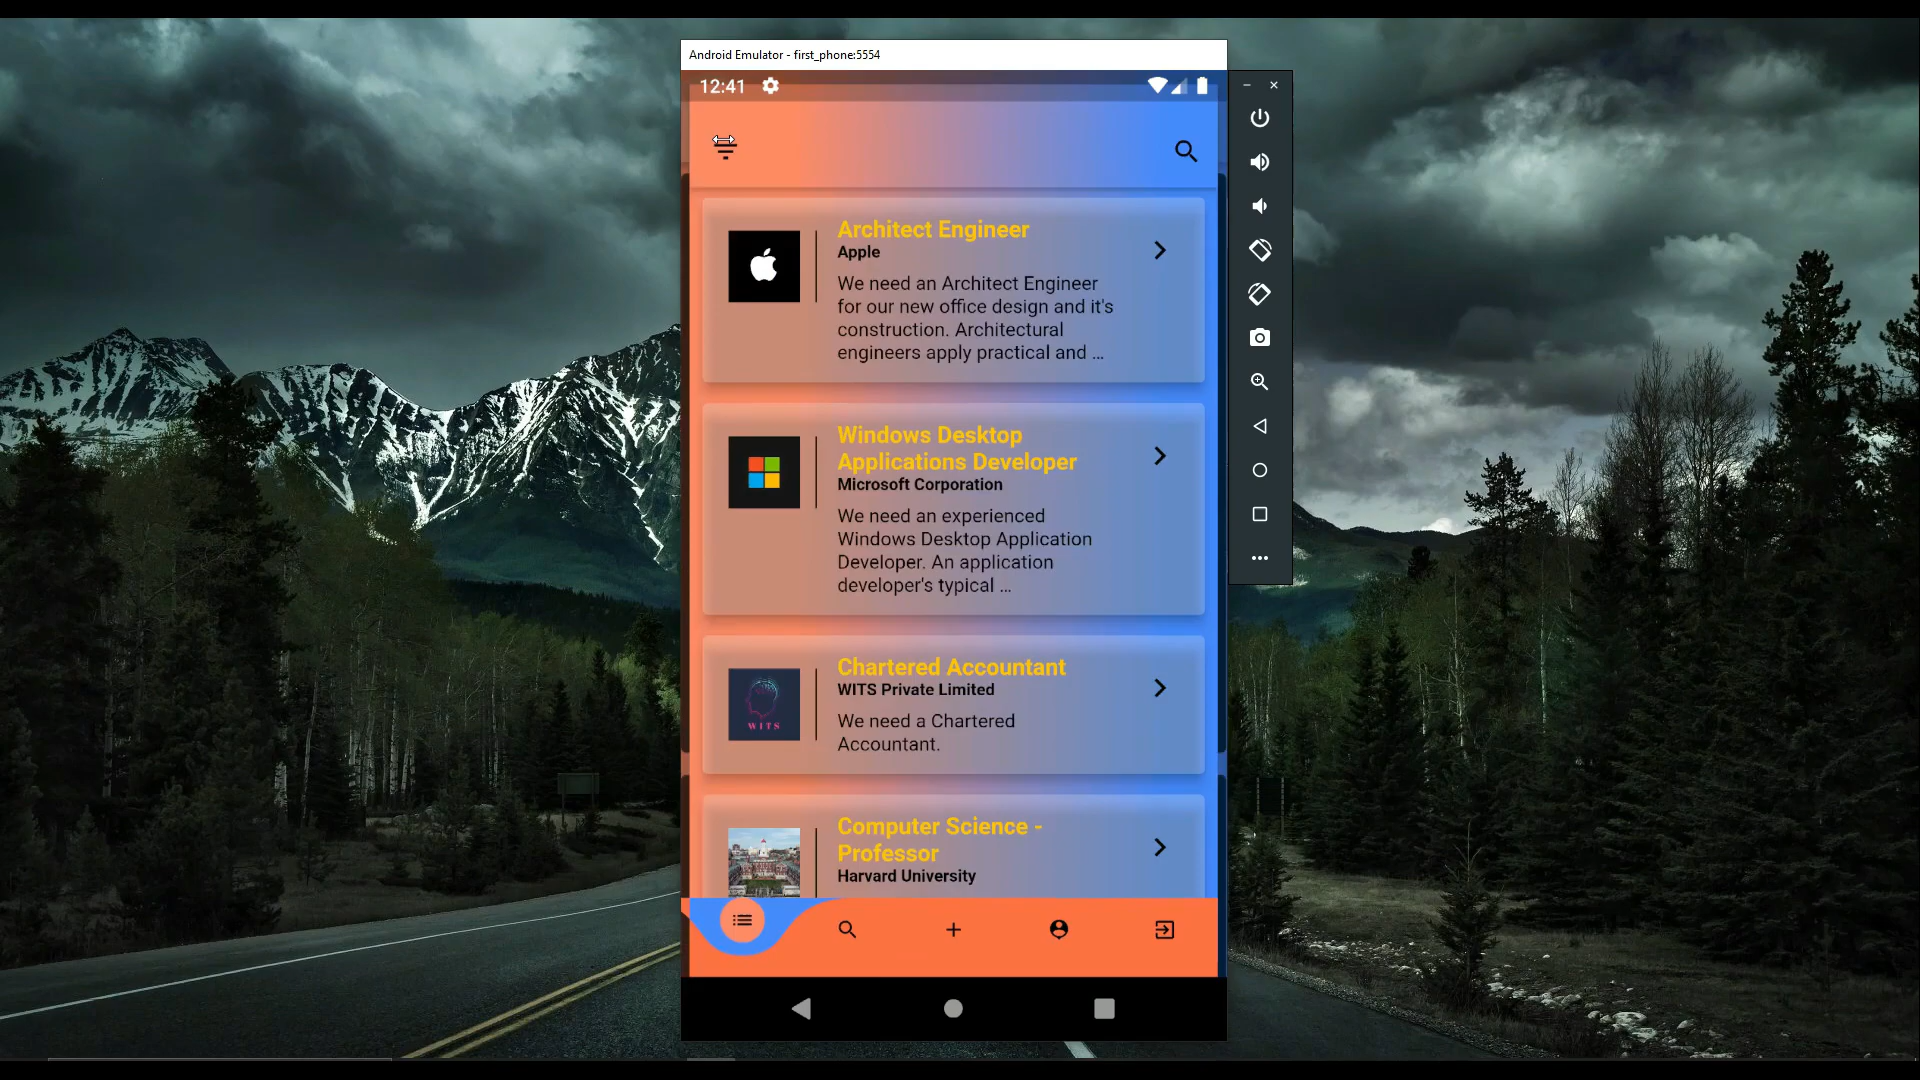 Android Emulator - first_phone:5554
12:41
Architect Engineer
Apple
We need an Architect Engineer
for our new office design and it's
construction. Architectural
engineers apply practical and ...
Windows Desktop
Applications Developer
Microsoft Corporation
We need an experienced
Windows Desktop Application
Developer. An application
developer's typical ...
Chartered Accountant
WITS Private Limited
We need a Chartered
Accountant.
WITS
Computer Science -
Professor
Harvard University